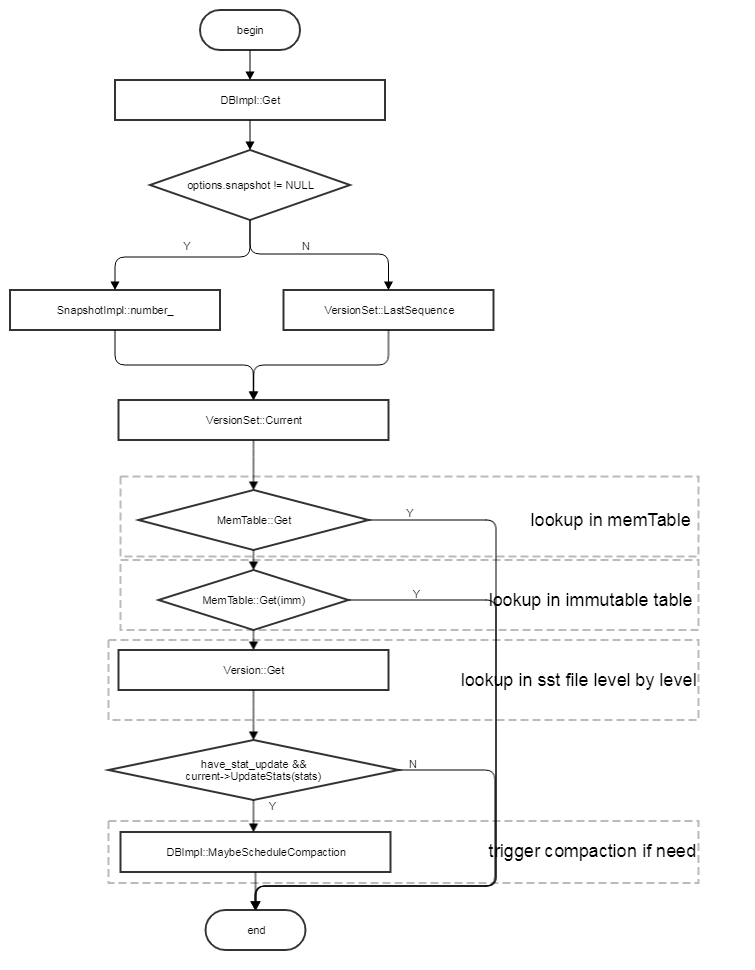 begin
DBImpl::Get
options.snapshot != NULL
Y
N
SnapshotImpl::number_
VersionSet::LastSequence
VersionSet::Current
MemTable::Get
Y
lookup in memTable
MemTable::Get(imm)
Y
lookup in immutable table
Version::Get
lookup in sst file level by level
have_stat_update &&
current->UpdateStats(stats)
N
Y
DBImpl::MaybeScheduleCompaction
trigger compaction if need
end